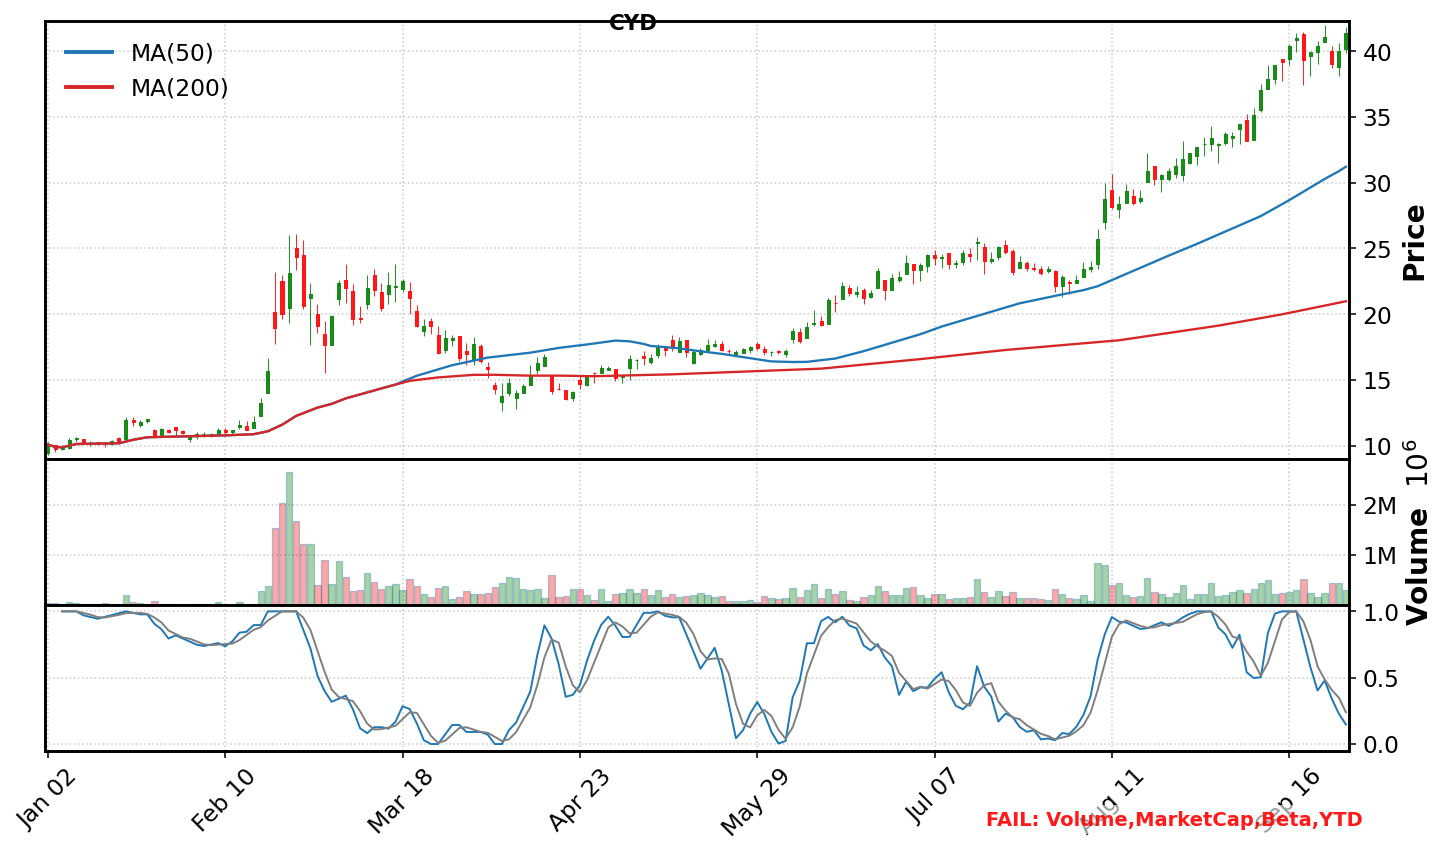 CYD
MA(50)
MA(200)
40
35
30
25
20
15
10
Price
2M
1M
Volume 10^6
1.0
0.5
0.0
Jan 02
Feb 10
Mar 18
Apr 23
May 29
Jul 07
Aug 11
Sep 16
FAIL: Volume,MarketCap,Beta,YTD